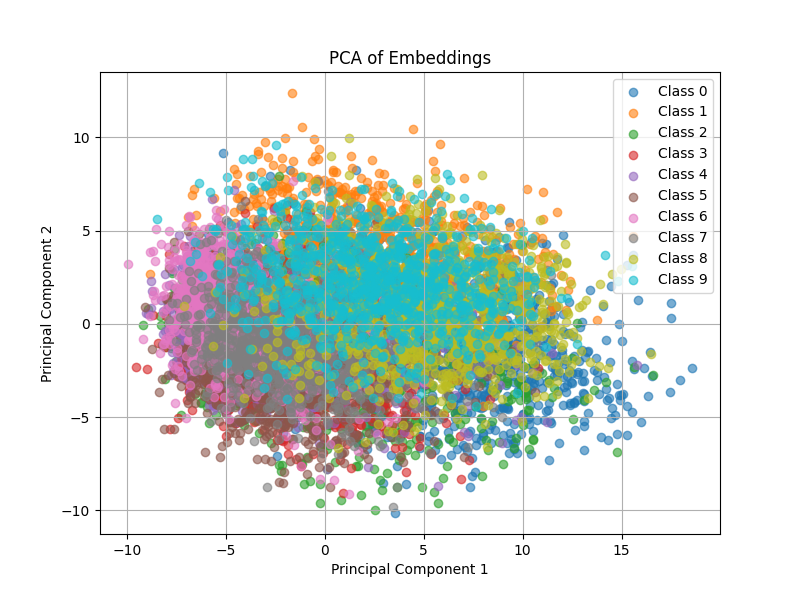 PCA of Embeddings
Class 0
Class 1
Class 2
Class 3
Class 4
Class 5
Class 6
Class 7
Class 8
Class 9
10
5
0
−5
−10
Principal Component 2
−10 −5 0 5 10 15
Principal Component 1